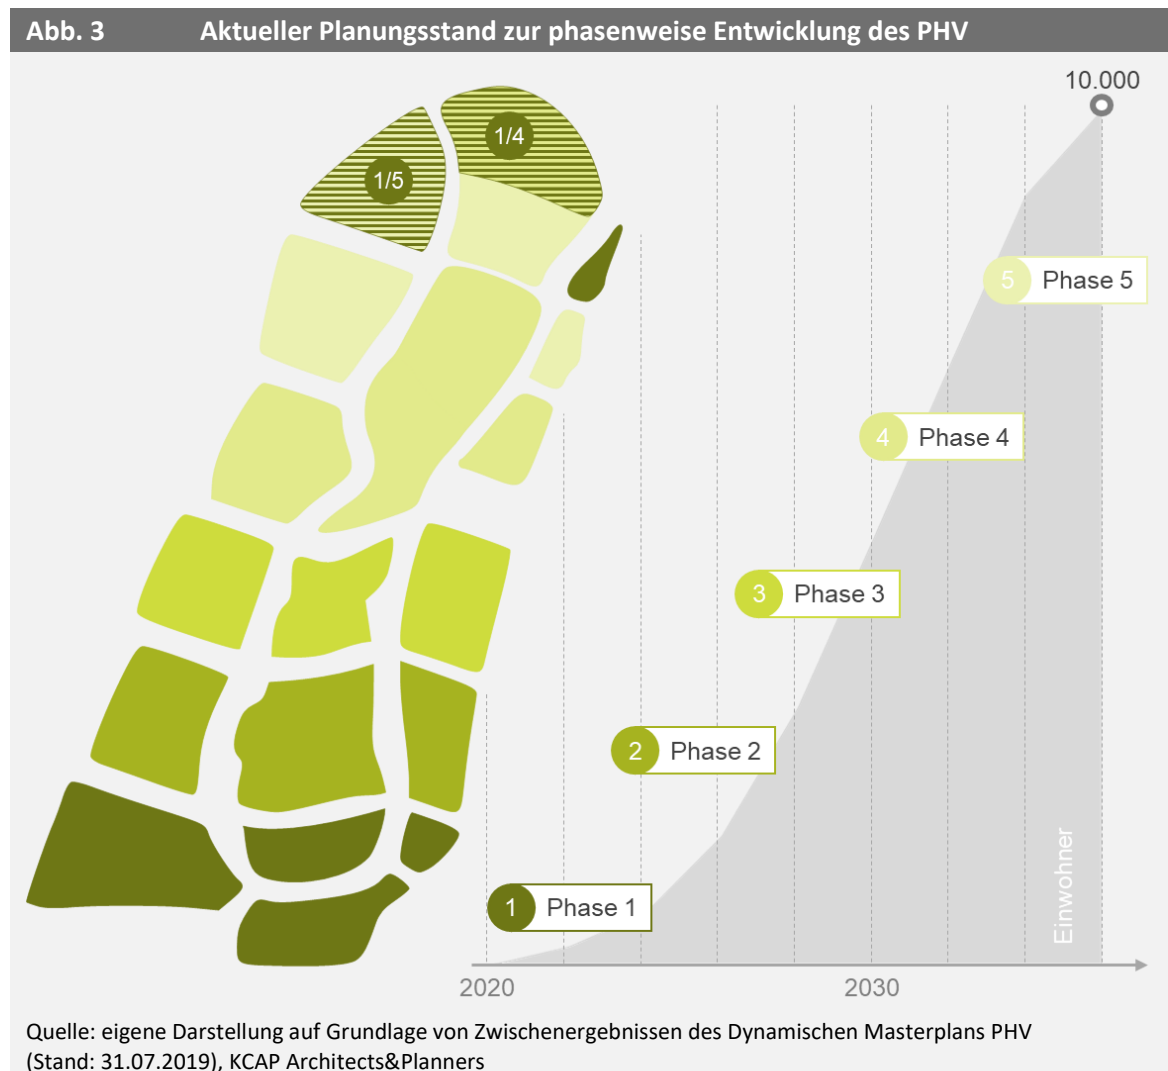 Abb. 3 Aktueller Planungsstand zur phasenweise Entwicklung des PHV
10.000
1/4
1/5
5 Phase 5
4 Phase 4
3 Phase 3
2 Phase 2
1 Phase 1
Einwohner
2020 2030
Quelle: eigene Darstellung auf Grundlage von Zwischenergebnissen des Dynamischen Masterplans PHV
(Stand: 31.07.2019), KCAP Architects&Planners